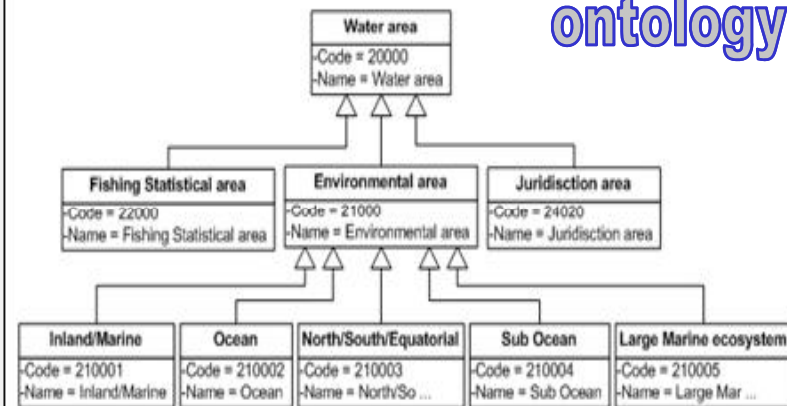 ontology
Water area
-Code = 20000
-Name = Water area
Fishing Statistical area
-Code = 22000
-Name = Fishing Statistical area
Environmental area
-Code = 21000
-Name = Environmental area
Juridisction area
-Code = 24020
-Name = Juridisction area
Inland/Marine
-Code = 210001
-Name = Inland/Marine
Ocean
-Code = 210002
-Name = Ocean
North/South/Equatorial
-Code = 210003
-Name = North/So ...
Sub Ocean
-Code = 210004
-Name = Sub Ocean
Large Marine ecosystem
-Code = 210005
-Name = Large Mar ...